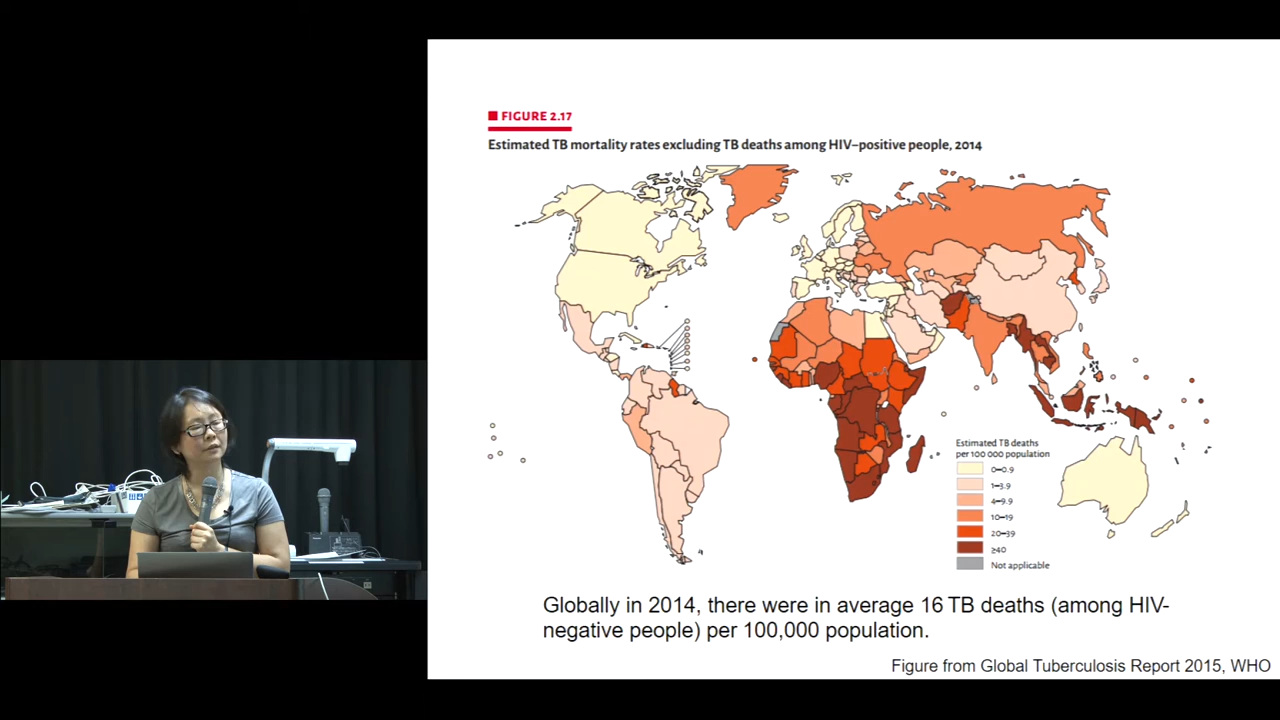 FIGURE 2.17
Estimated TB mortality rates excluding TB deaths among HIV–positive people, 2014
Estimated TB deaths
per 100 000 population
0–0.9
1–3.9
4–9.9
10–19
20–39
≥40
Not applicable
Globally in 2014, there were in average 16 TB deaths (among HIV-
negative people) per 100,000 population.
Figure from Global Tuberculosis Report 2015, WHO